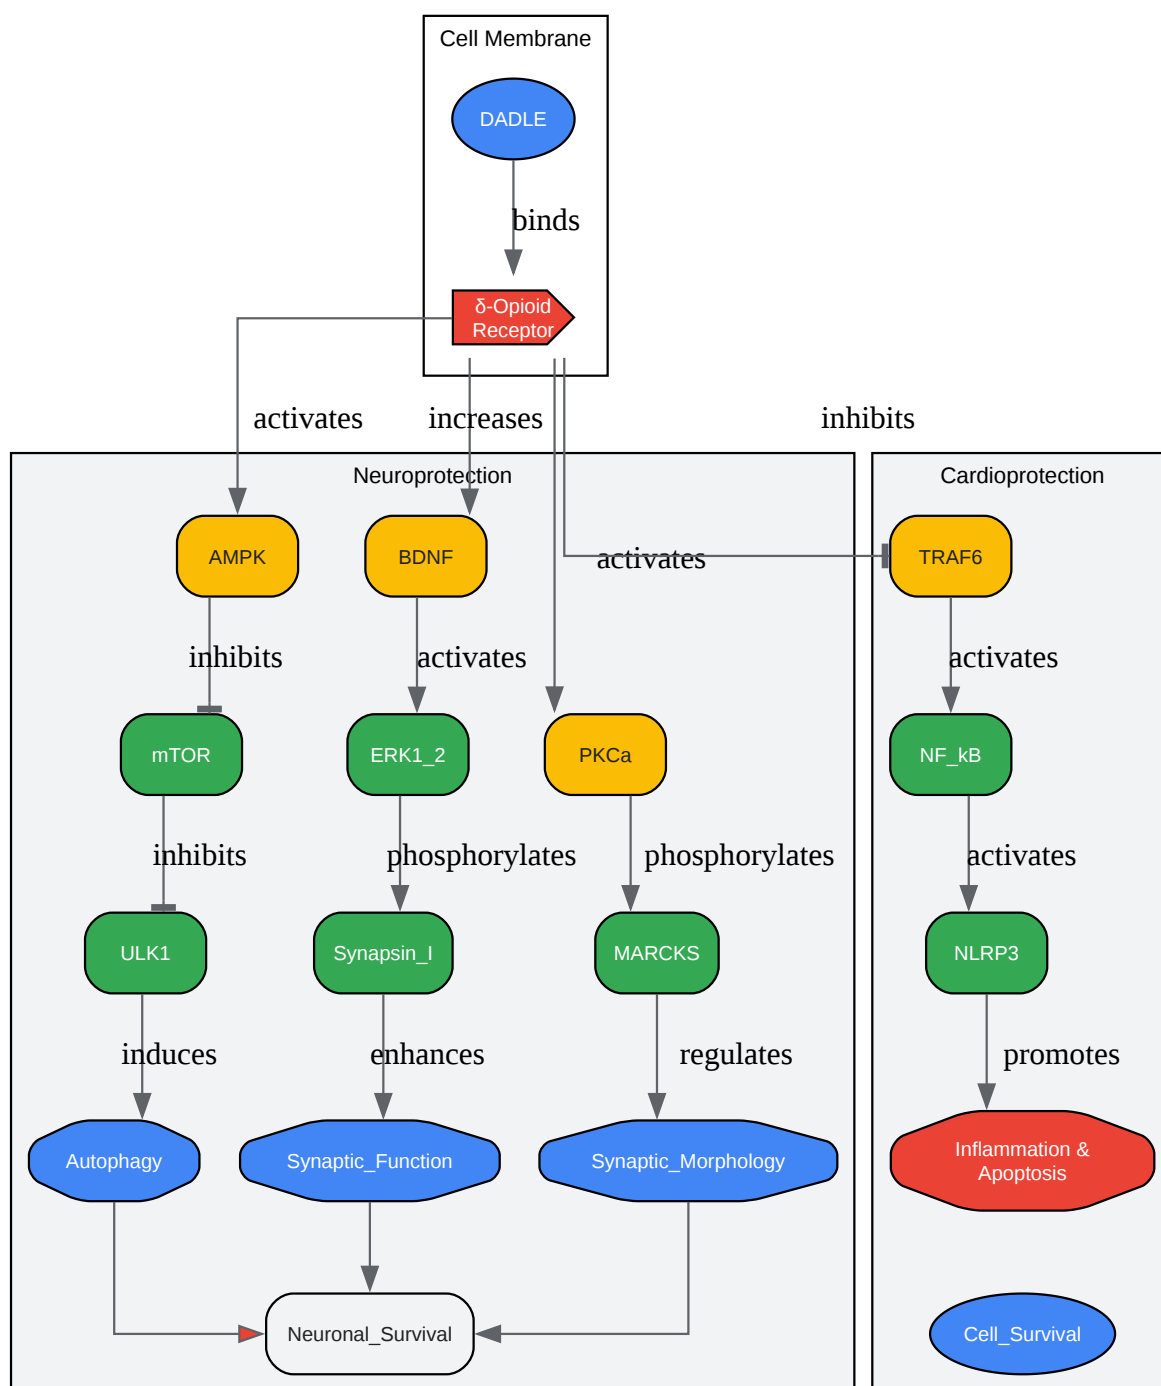 Cell Membrane
DADLE
binds
δ-Opioid
Receptor
activates
increases
inhibits
Neuroprotection
Cardioprotection
AMPK
BDNF
activates
TRAF6
inhibits
activates
activates
mTOR
ERK1_2
PKCa
NF_kB
inhibits
phosphorylates
phosphorylates
activates
ULK1
Synapsin_I
MARCKS
NLRP3
induces
enhances
regulates
promotes
Autophagy
Synaptic_Function
Synaptic_Morphology
Inflammation &
Apoptosis
Neuronal_Survival
Cell_Survival